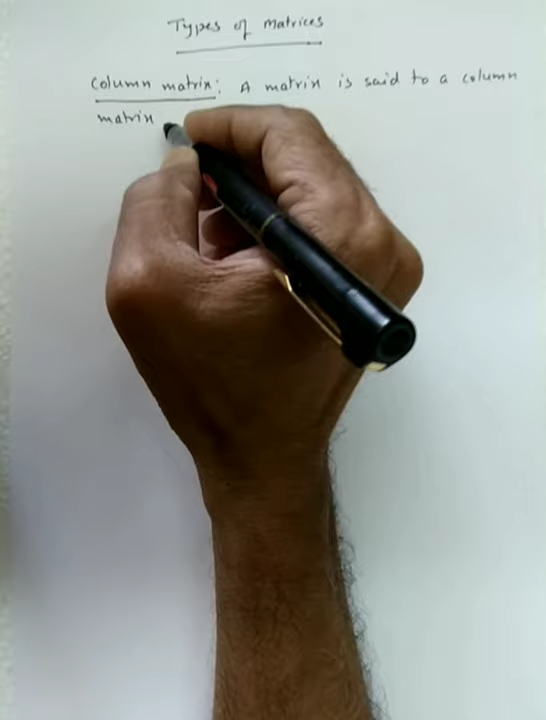 Types of Matrices
Column matrix: A matrix is said to a column
matrix